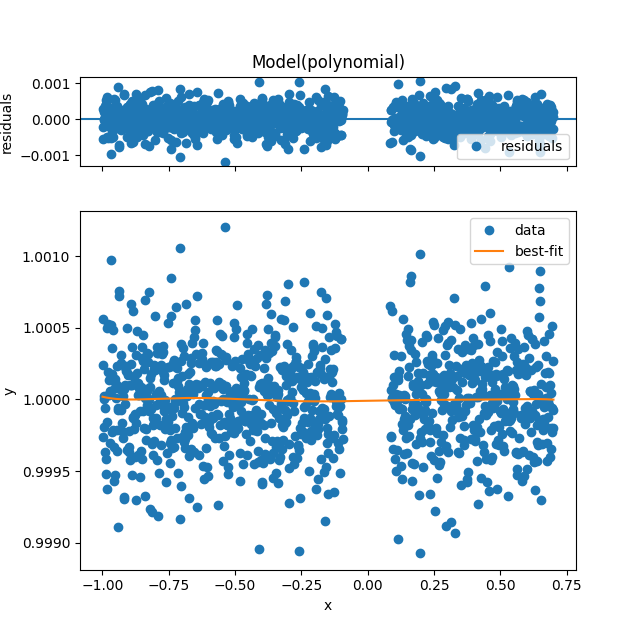 Model(polynomial)
0.001
0.000
−0.001
residuals
residuals
1.0010
1.0005
1.0000
0.9995
0.9990
y
data
best-fit
−1.00 −0.75 −0.50 −0.25 0.00 0.25 0.50 0.75
x